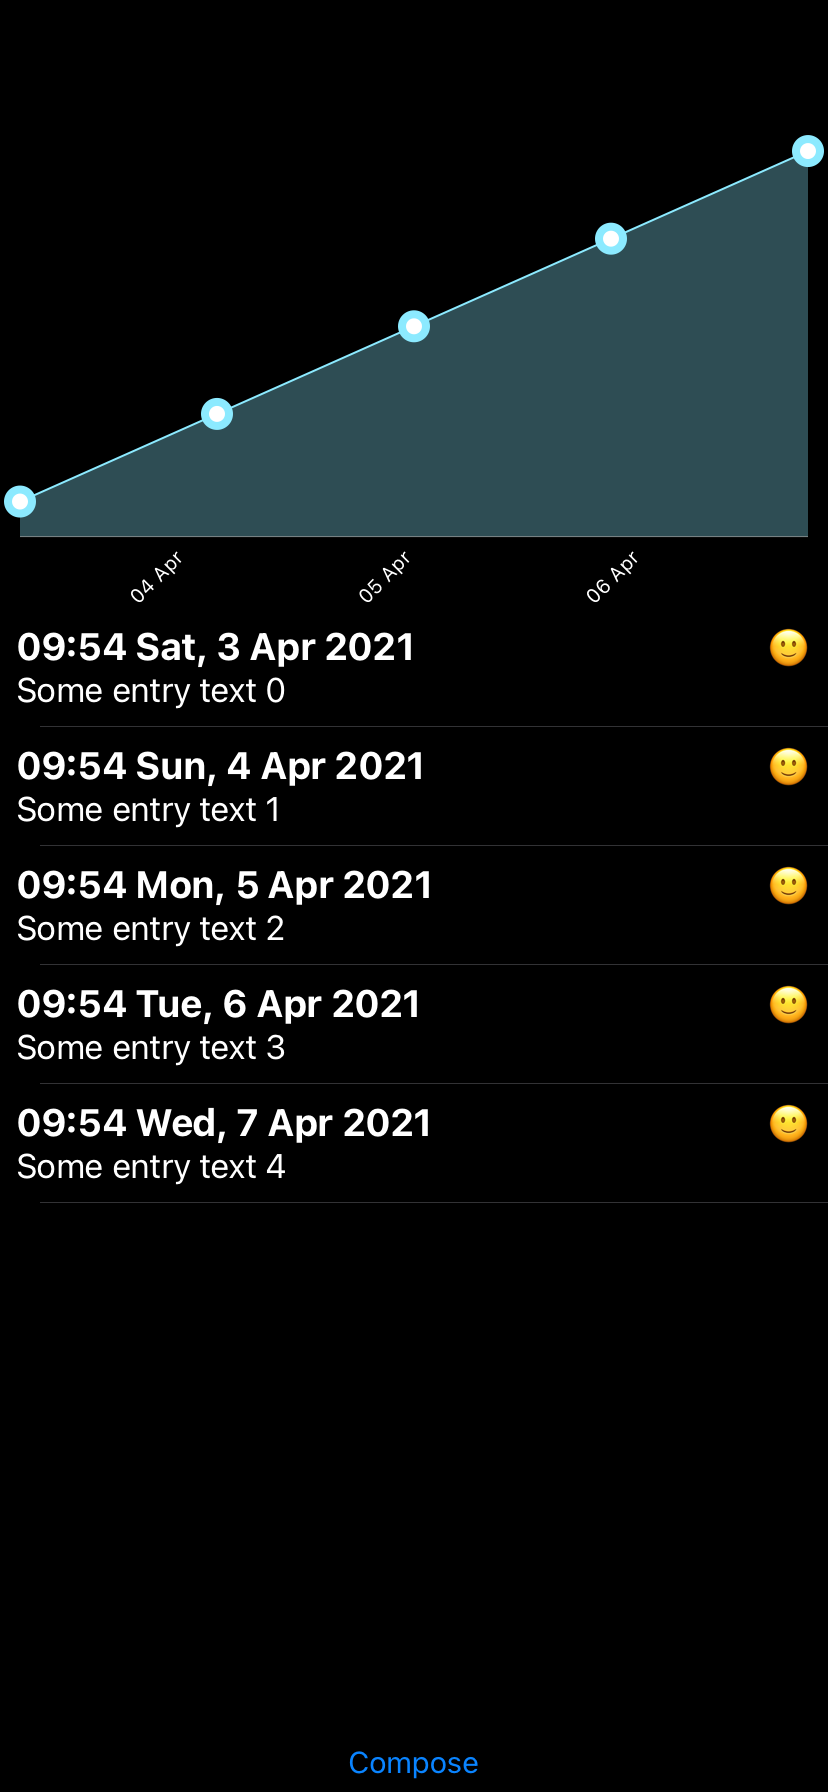 04 Apr
05 Apr
06 Apr
09:54 Sat, 3 Apr 2021
Some entry text 0
09:54 Sun, 4 Apr 2021
Some entry text 1
09:54 Mon, 5 Apr 2021
Some entry text 2
09:54 Tue, 6 Apr 2021
Some entry text 3
09:54 Wed, 7 Apr 2021
Some entry text 4
Compose